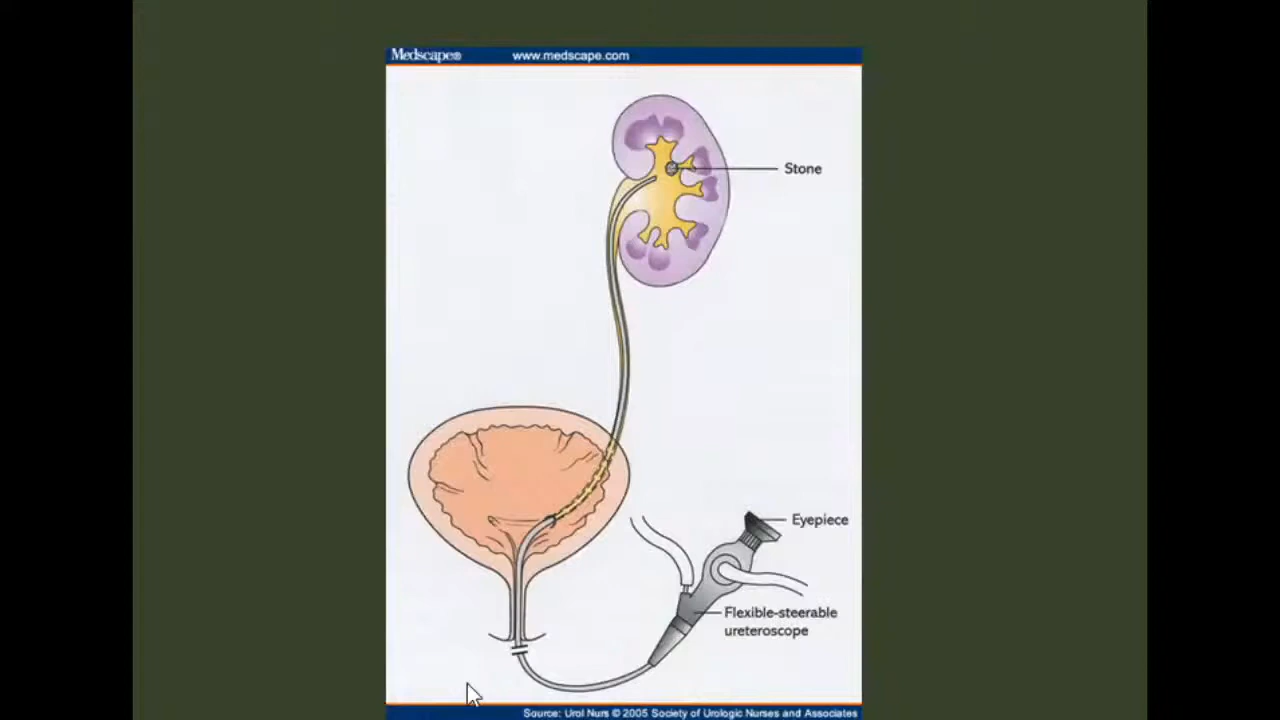 Medscape® www.medscape.com
Stone
Eyepiece
Flexible-steerable
ureteroscope
Source: Urol Nurs © 2005 Society of Urologic Nurses and Associates